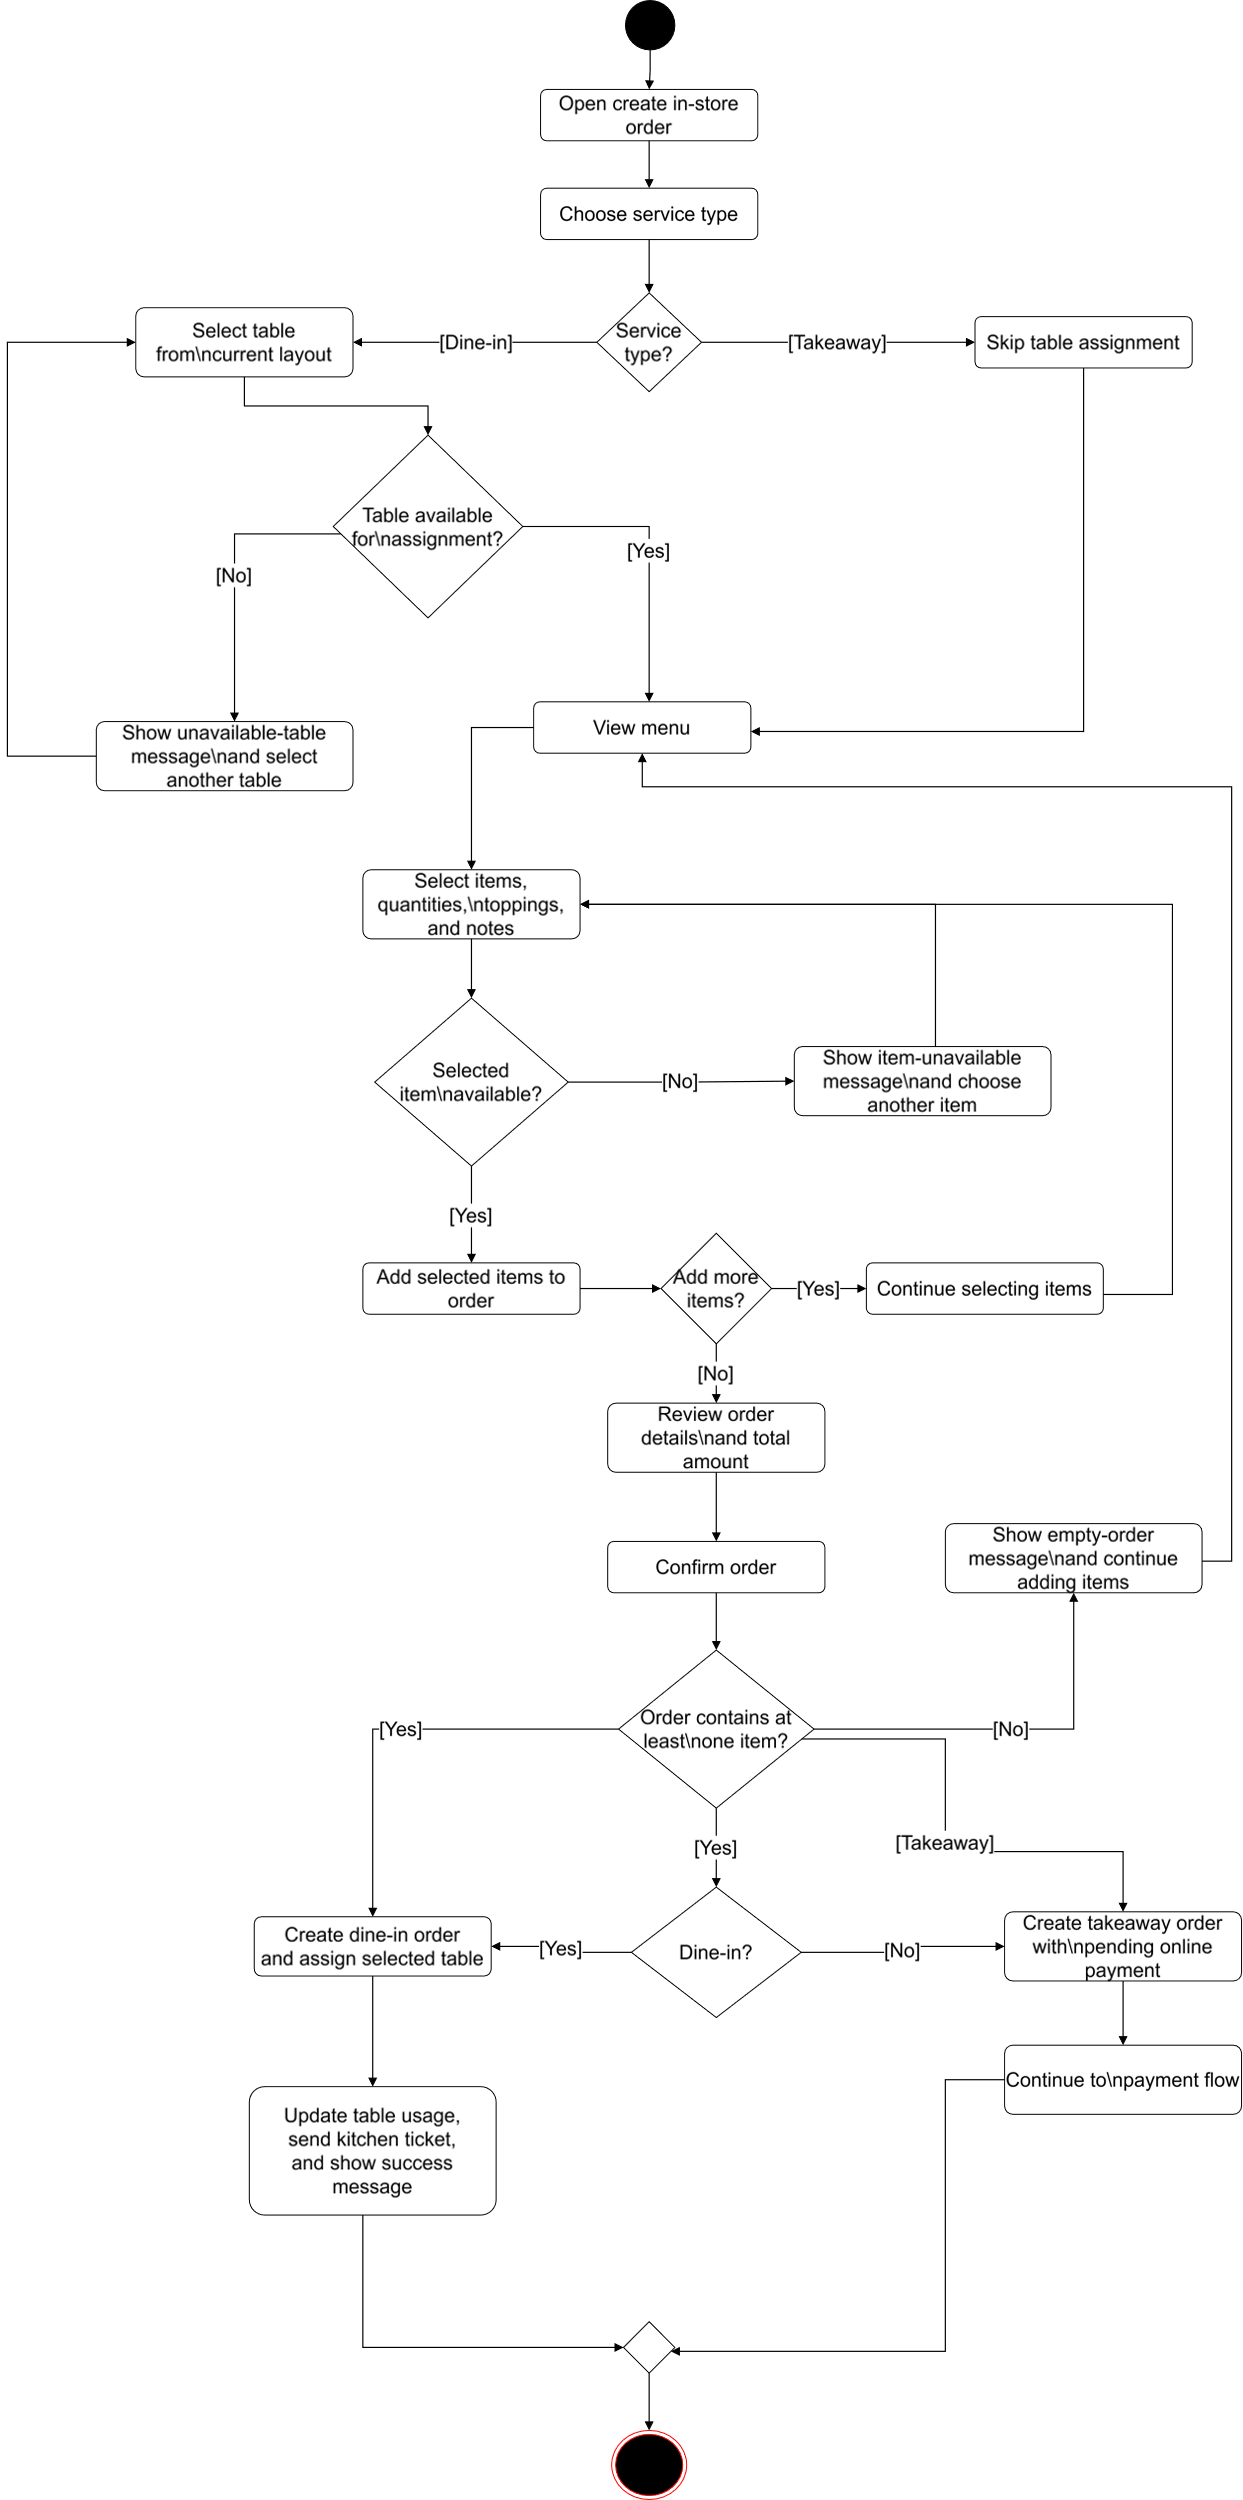 Open create in-store
order
Choose service type
Select table
from\ncurrent layout
[Dine-in]
Service
type?
[Takeaway]
Skip table assignment
Table available
for\nassignment?
[No]
[Yes]
Show unavailable-table
message\nand select
another table
View menu
Select items,
quantities,\ntoppings,
and notes
Selected
item\navailable?
[No]
Show item-unavailable
message\nand choose
another item
[Yes]
Add selected items to
order
Add more
items?
[Yes]
Continue selecting items
[No]
Review order
details\nand total
amount
Confirm order
Show empty-order
message\nand continue
adding items
[Yes]
Order contains at
least\none item?
[No]
[Yes]
[Takeaway]
Create dine-in order
and assign selected table
[Yes]
Dine-in?
[No]
Create takeaway order
with\npending online
payment
Continue to\npayment flow
Update table usage,
send kitchen ticket,
and show success
message